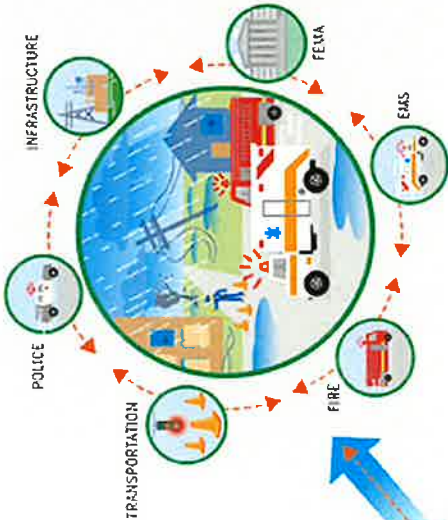 INFRASTRUCTURE
FEMA
POLICE
EMS
TRANSPORTATION
FIRE